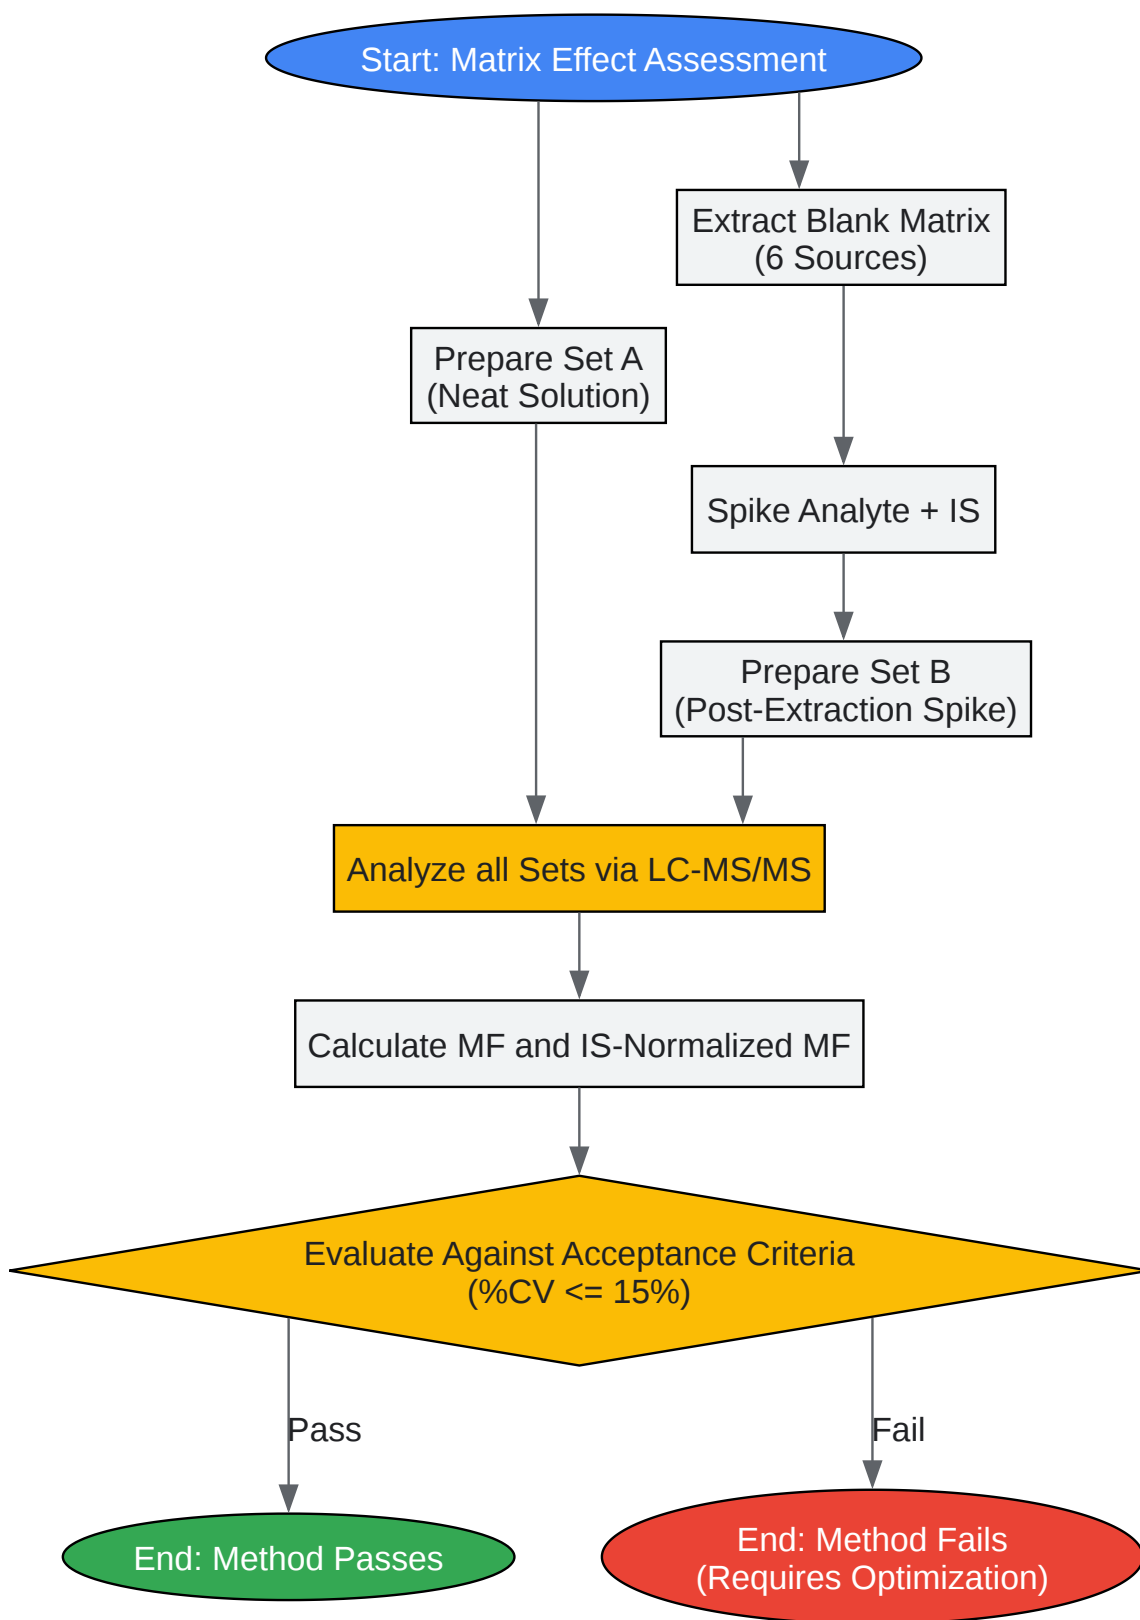 Start: Matrix Effect Assessment
Extract Blank Matrix
(6 Sources)
Prepare Set A
(Neat Solution)
Spike Analyte + IS
Prepare Set B
(Post-Extraction Spike)
Analyze all Sets via LC-MS/MS
Calculate MF and IS-Normalized MF
Evaluate Against Acceptance Criteria
(%CV <= 15%)
Pass
Fail
End: Method Passes
End: Method Fails
(Requires Optimization)